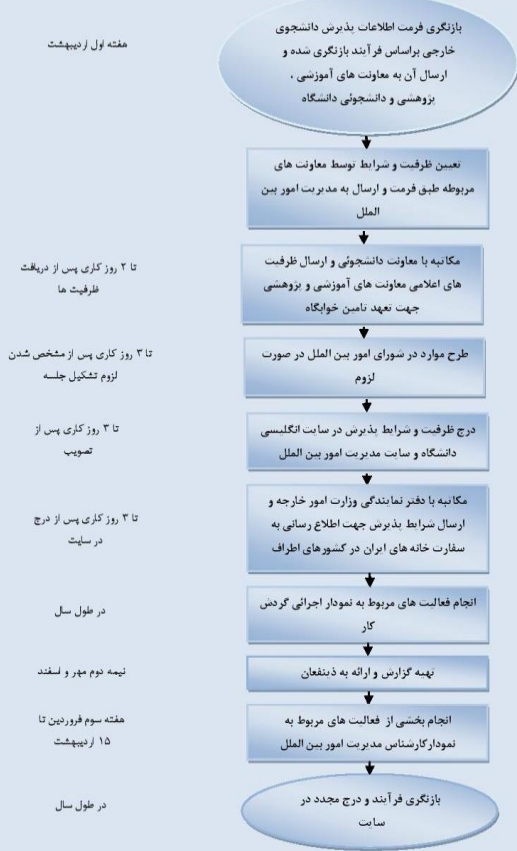 بازنگری فرمت اطلاعات پذیرش دانشجوی
خارجی براساس فرآیند بازنگری شده و
ارسال آن به معاونت های آموزشی ،
پژوهشی و دانشجوئی دانشگاه
هفته اول اردیبهشت
تعیین ظرفیت و شرایط توسط معاونت های
مربوطه طبق فرمت و ارسال به مدیریت امور بین
الملل
مکاتبه با معاونت دانشجوئی و ارسال ظرفیت
های اعلامی معاونت های آموزشی و پژوهشی
جهت تعهد تامین خوابگاه
تا ۲ روز کاری پس از دریافت
ظرفیت ها
طرح موارد در شورای امور بین الملل در صورت
لزوم
تا ۳ روز کاری پس از مشخص شدن
لزوم تشکیل جلسه
درج ظرفیت و شرایط پذیرش در سایت انگلیسی
دانشگاه و سایت مدیریت امور بین الملل
تا ۳ روز کاری پس از
تصویب
مکاتبه با دفتر نمایندگی وزارت امور خارجه و
ارسال شرایط پذیرش جهت اطلاع رسانی به
سفارت خانه های ایران در کشورهای اطراف
تا ۳ روز کاری پس از درج
در سایت
انجام فعالیت های مربوط به نمودار اجرائی گردش
کار
در طول سال
تهیه گزارش و ارائه به ذینفعان
نیمه دوم مهر و اسفند
انجام بخشی از فعالیت های مربوط به
نمودارکارشناس مدیریت امور بین الملل
هفته سوم فروردین تا
۱۵ اردیبهشت
بازنگری فرآیند و درج مجدد در
سایت
در طول سال